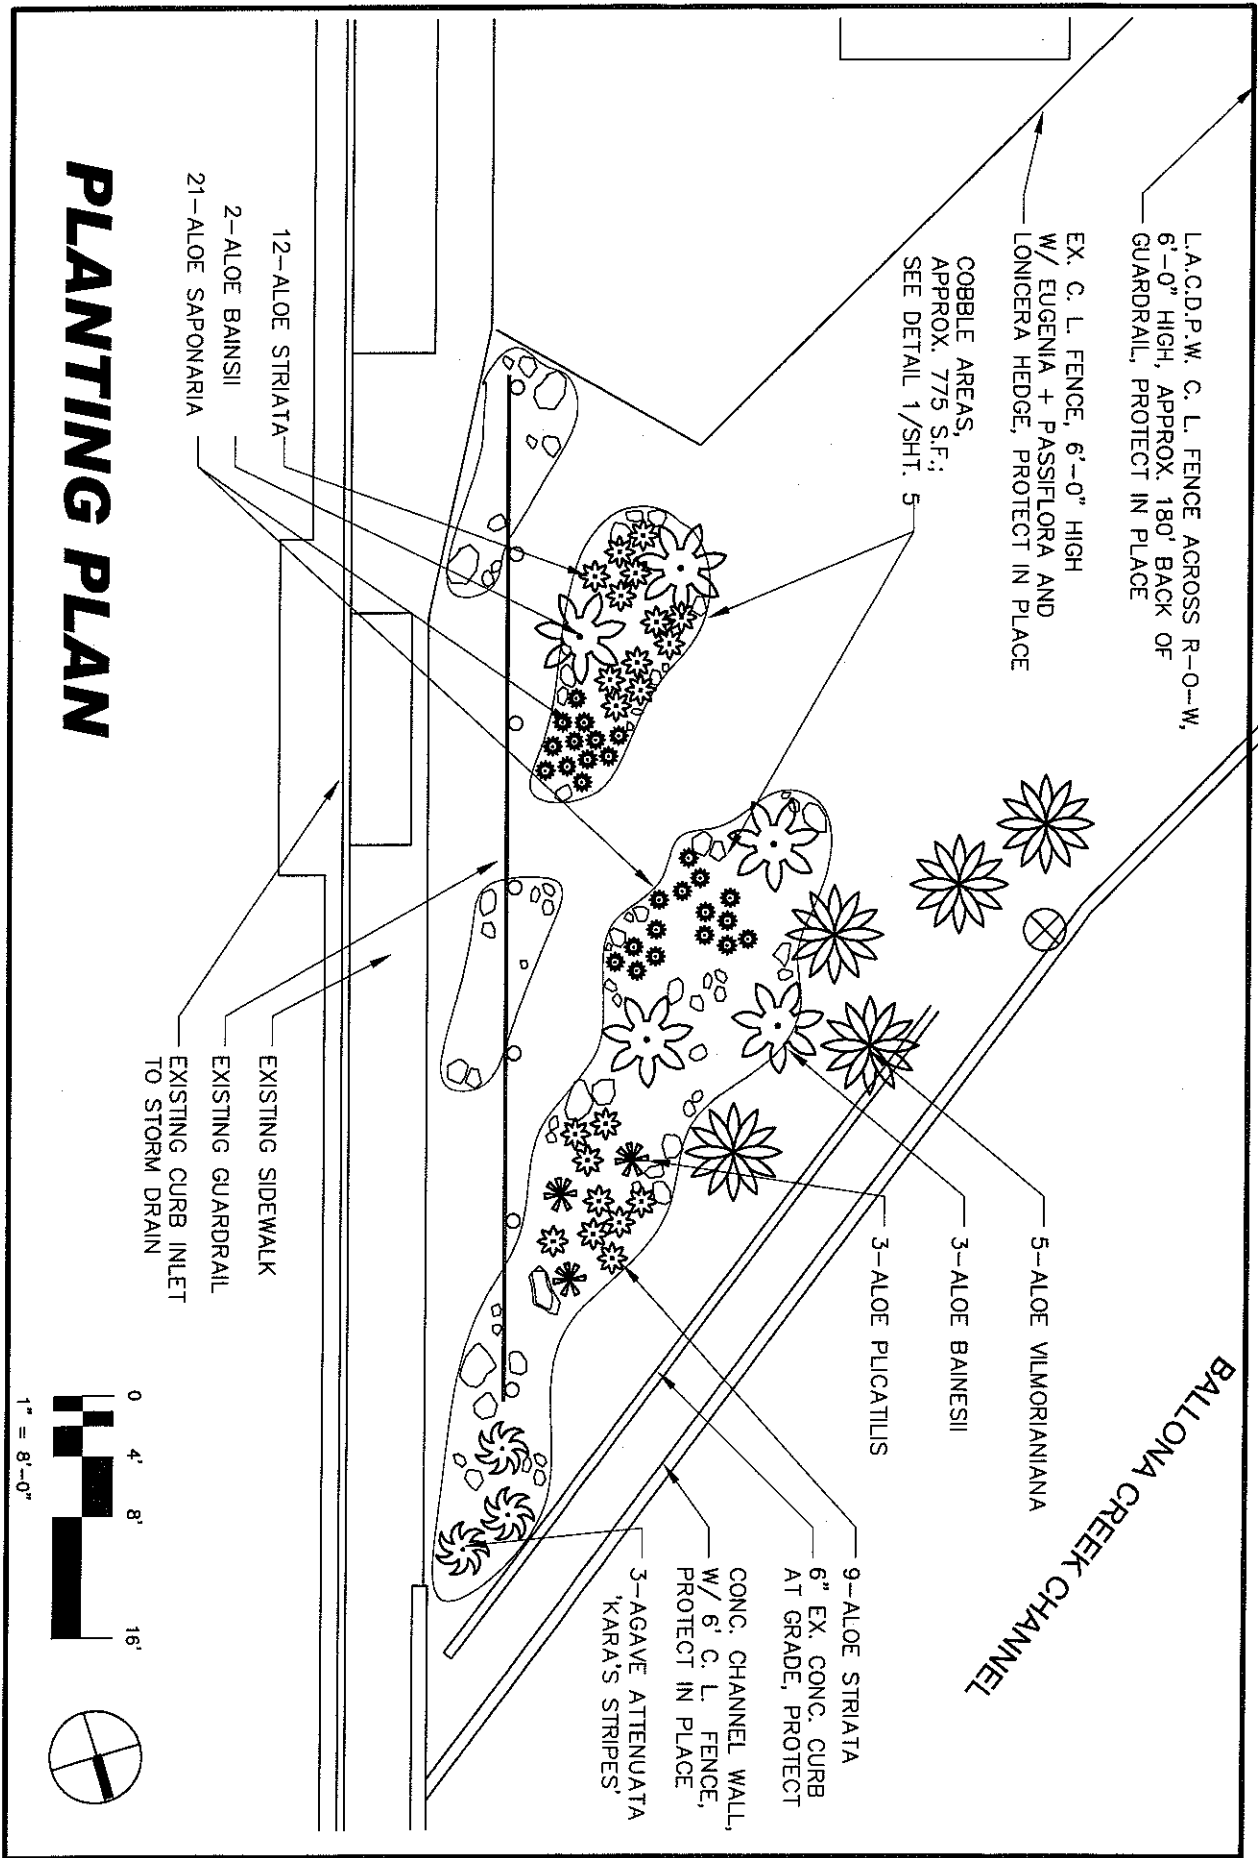 L.A.C.D.P.W. C. L. FENCE ACROSS R-O-W,
6'-0" HIGH, APPROX. 180' BACK OF
GUARDRAIL, PROTECT IN PLACE
EX. C. L. FENCE, 6'-0" HIGH
W/ EUGENIA + PASSIFLORA AND
LONICERA HEDGE, PROTECT IN PLACE
COBBLE AREAS,
APPROX. 775 S.F.;
SEE DETAIL 1/SHT. 5
BALLONA CREEK CHANNEL
5-ALOE VILMORIANIANA
3-ALOE BAINESII
3-ALOE PLICATILIS
9-ALOE STRIATA
6" EX. CONC. CURB
AT GRADE, PROTECT
CONC. CHANNEL WALL,
W/ 6' C. L. FENCE,
PROTECT IN PLACE
3-AGAVE ATTENUATA
'KARA'S STRIPES'
12-ALOE STRIATA
2-ALOE BAINSII
21-ALOE SAPONARIA
EXISTING SIDEWALK
EXISTING GUARDRAIL
EXISTING CURB INLET
TO STORM DRAIN
PLANTING PLAN
0 4' 8' 16'
1" = 8'-0"